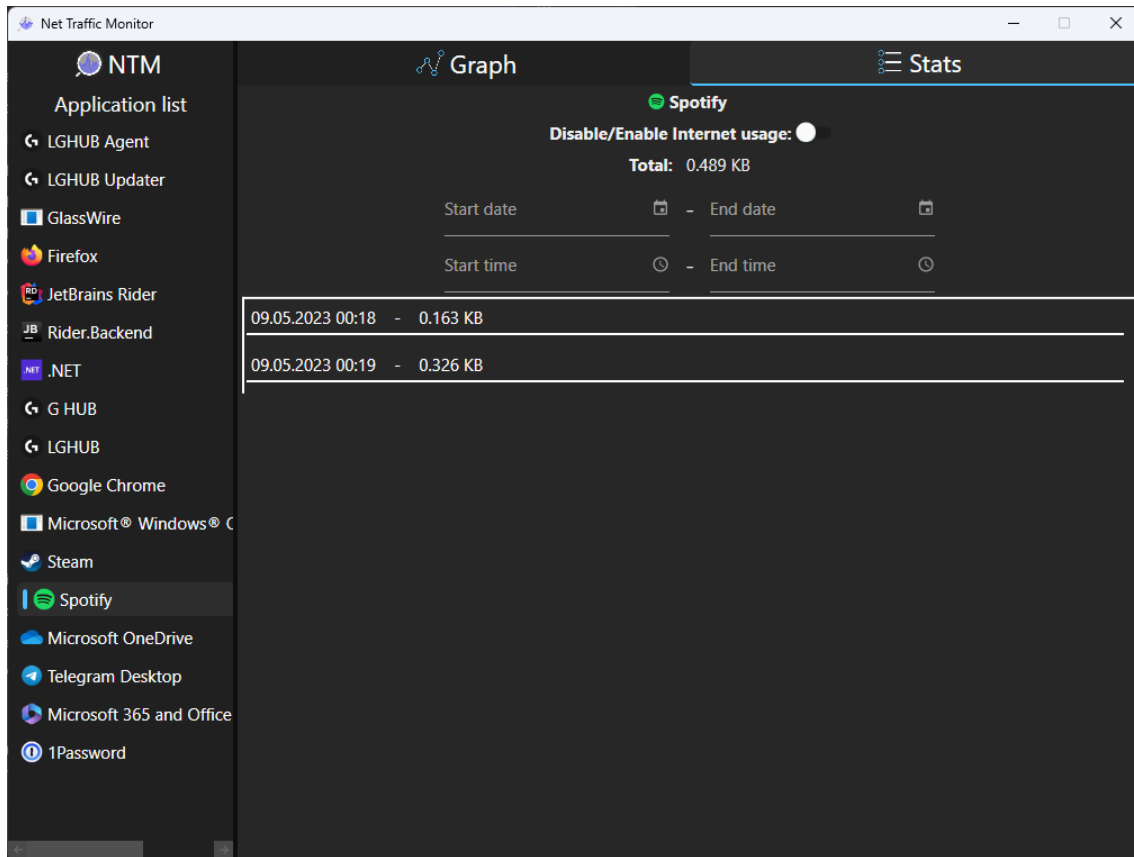 Net Traffic Monitor
NTM
Graph
Stats
Application list
LGHUB Agent
LGHUB Updater
GlassWire
Firefox
JetBrains Rider
Rider.Backend
.NET
G HUB
LGHUB
Google Chrome
Microsoft® Windows® C
Steam
Spotify
Microsoft OneDrive
Telegram Desktop
Microsoft 365 and Office
1Password
Spotify
Disable/Enable Internet usage:
Total: 0.489 KB
Start date - End date
Start time - End time
09.05.2023 00:18 - 0.163 KB
09.05.2023 00:19 - 0.326 KB